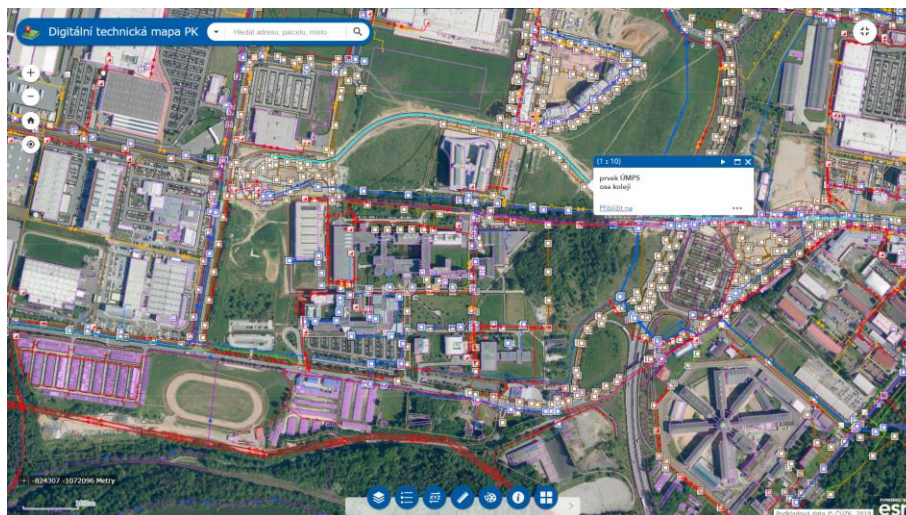 Digitální technická mapa PK
Hledat adresu, parcelu, místo
(1 z 10)
prvek ÚMPS
osa kolejí
Přiblížit na
-824307 -1072096 Metry
Podkladová data © ČÚZK, 2019
POWERED BY
esri